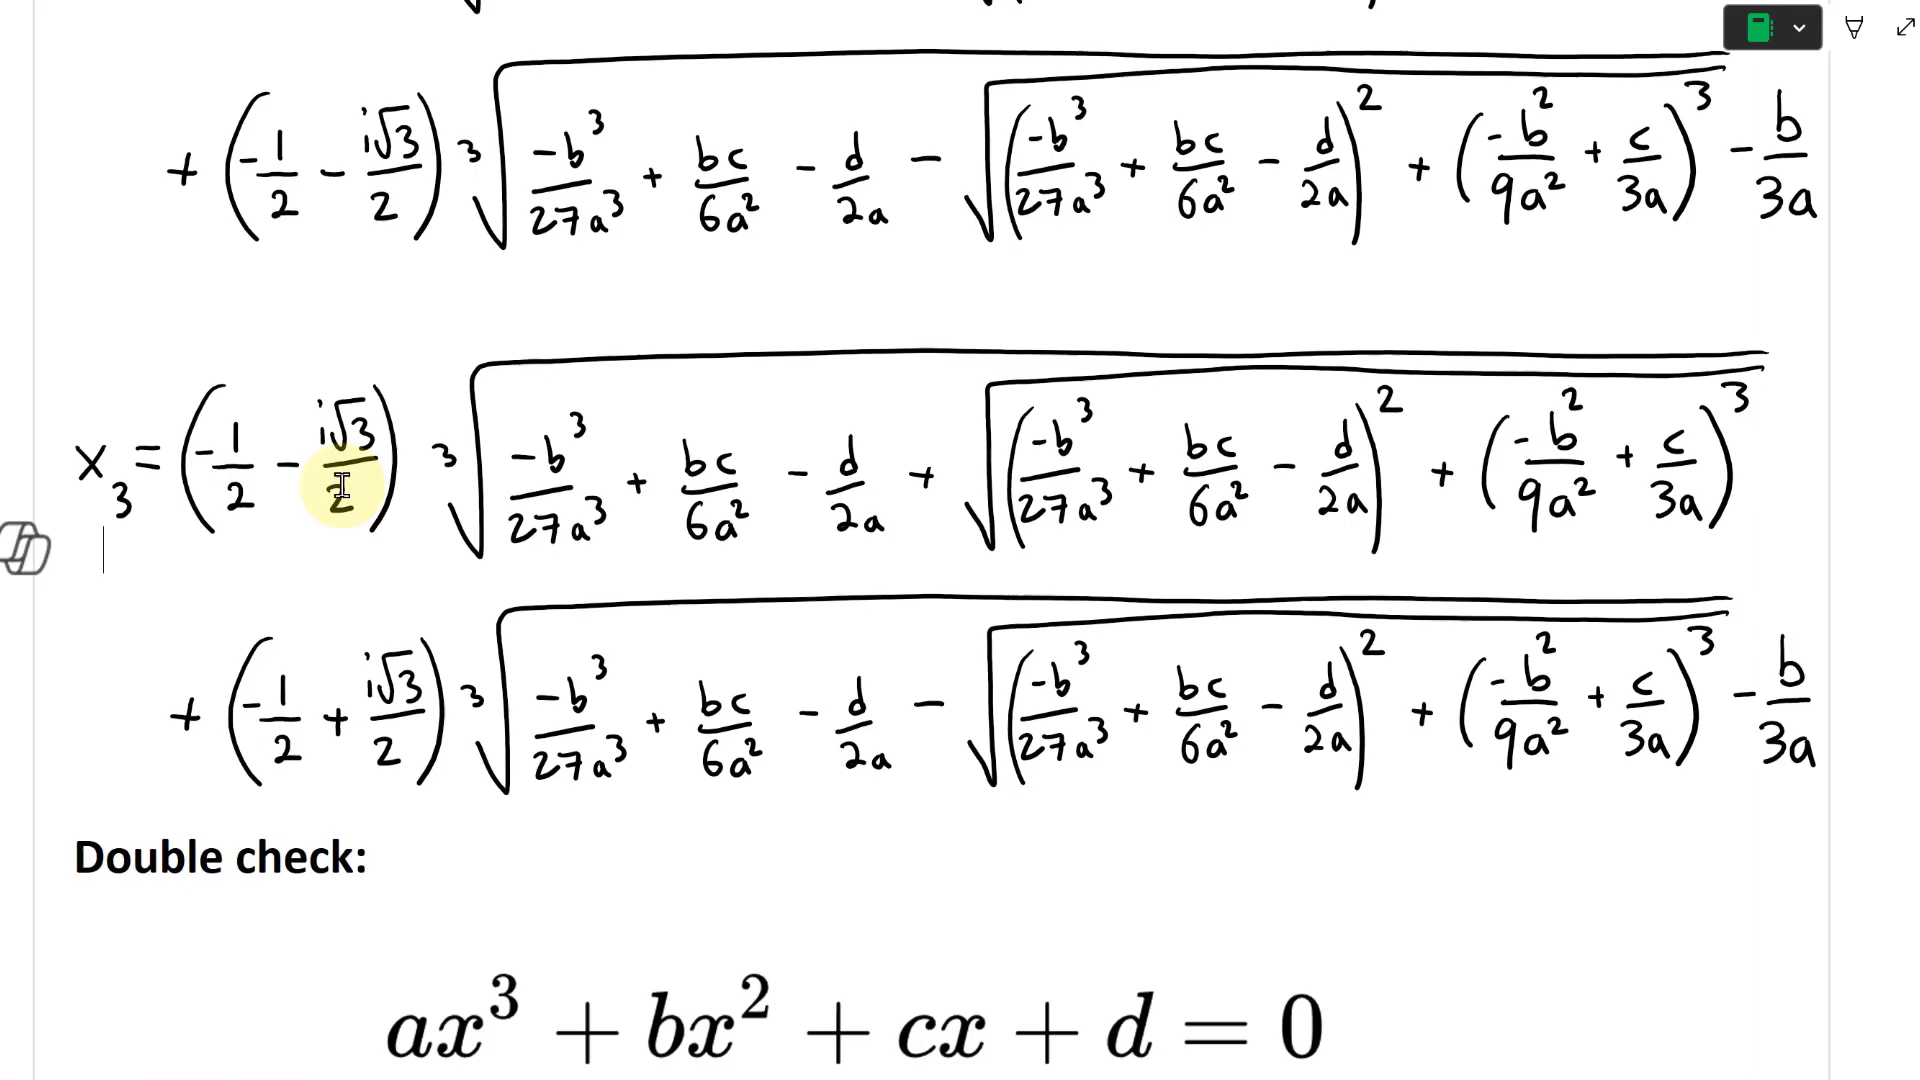 + (-1/2 - i√3/2) ∛(-b³/27a³ + bc/6a² - d/2a - √((-b³/27a³ + bc/6a² - d/2a)² + (-b²/9a² + c/3a)³)) - b/3a
x₃ = (-1/2 - i√3/2) ∛(-b³/27a³ + bc/6a² - d/2a + √((-b³/27a³ + bc/6a² - d/2a)² + (-b²/9a² + c/3a)³))
+ (-1/2 + i√3/2) ∛(-b³/27a³ + bc/6a² - d/2a - √((-b³/27a³ + bc/6a² - d/2a)² + (-b²/9a² + c/3a)³)) - b/3a
Double check:
ax³ + bx² + cx + d = 0